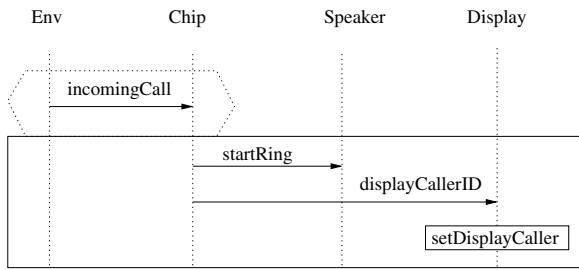 Env Chip Speaker Display
incomingCall
startRing
displayCallerID
setDisplayCaller